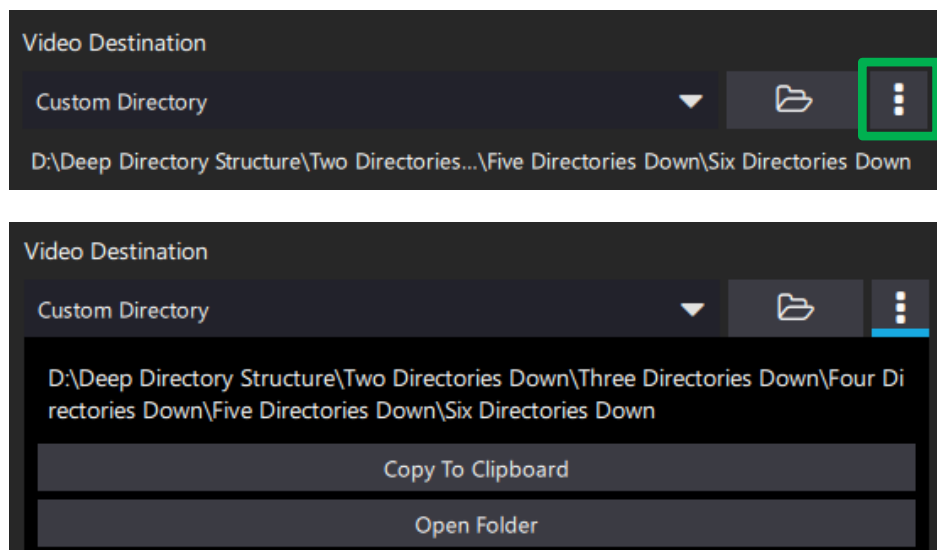 Video Destination
Custom Directory
D:\Deep Directory Structure\Two Directories...\Five Directories Down\Six Directories Down
Video Destination
Custom Directory
D:\Deep Directory Structure\Two Directories Down\Three Directories Down\Four Di
rectories Down\Five Directories Down\Six Directories Down
Copy To Clipboard
Open Folder